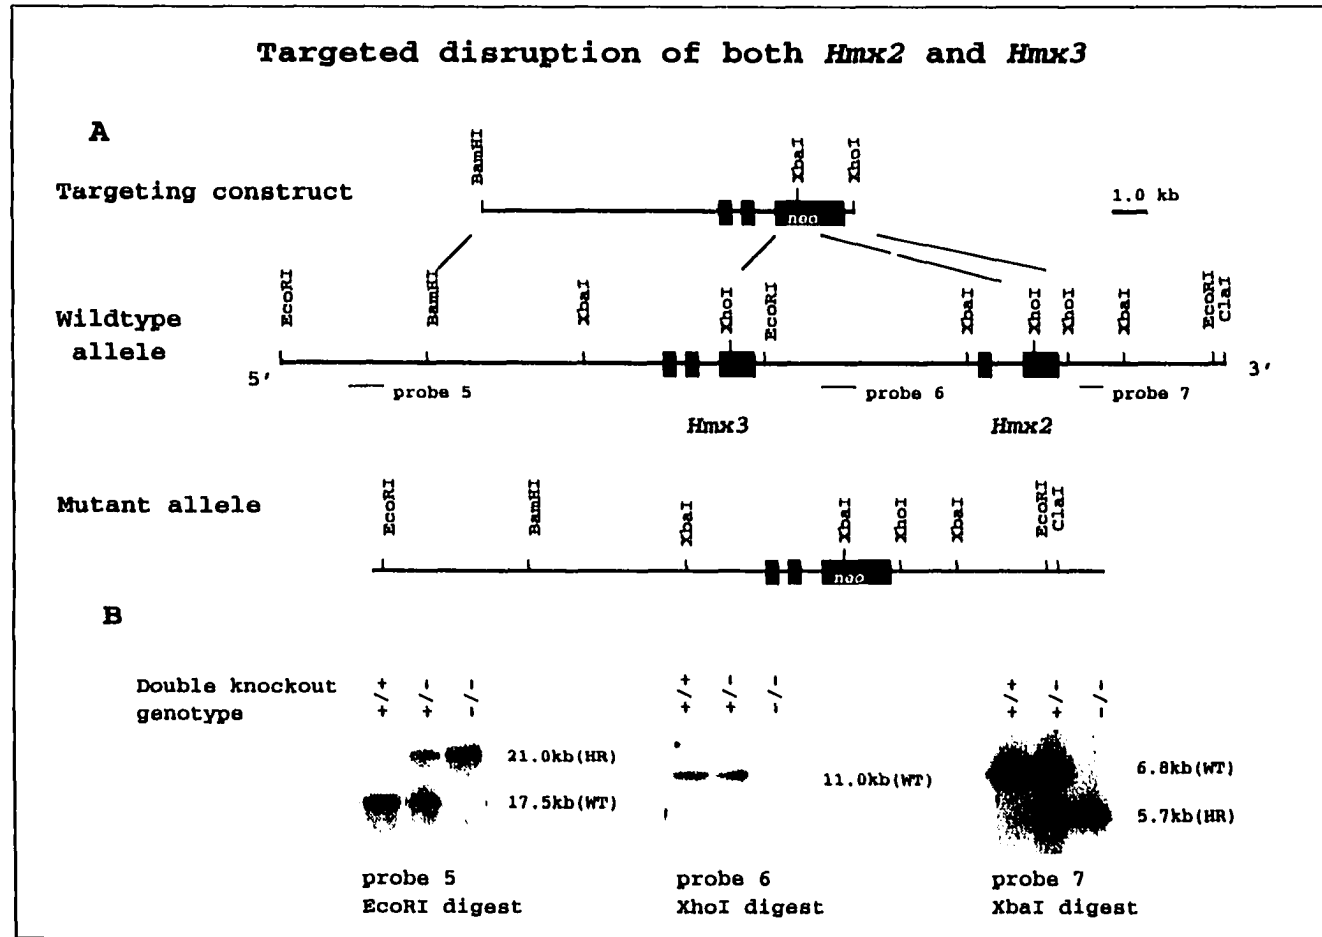 Targeted disruption of both Hmx2 and Hmx3
A
BamHI
XbaI
XhoI
Targeting construct
1.0 kb
neo
EcoRI
BamHI
XbaI
XhoI
EcoRI
XbaI
XhoI
XhoI
XbaI
EcoRI
ClaI
Wildtype
allele
5'
3'
probe 5
probe 6
probe 7
Hmx3
Hmx2
Mutant allele
EcoRI
BamHI
XbaI
XbaI
XhoI
XbaI
EcoRI
ClaI
neo
B
Double knockout
genotype
+/+
+/-
-/-
+/+
+/-
-/-
+/+
+/-
-/-
21.0kb(HR)
17.5kb(WT)
11.0kb(WT)
6.8kb(WT)
5.7kb(HR)
probe 5
EcoRI digest
probe 6
XhoI digest
probe 7
XbaI digest